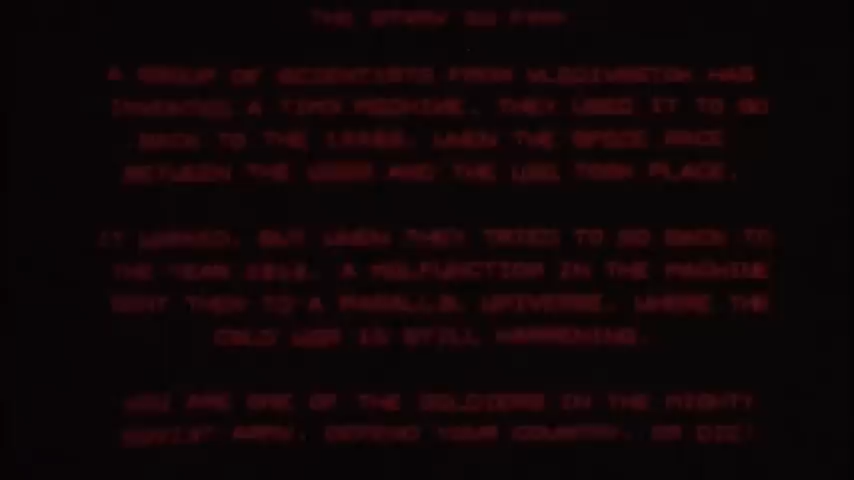 THE STORY SO FAR
A GROUP OF SCIENTISTS FROM VLADIVOSTOK HAS
INVENTED A TIME MACHINE. THEY USED IT TO GO
BACK TO THE WHEN THE SPACE RACE
BETWEEN THE USSR AND THE USA TOOK PLACE.
IT WORKED, BUT WHEN THEY TRIED TO GO BACK TO
THE YEAR A MALFUNCTION IN THE MACHINE
SENT THEM TO A UNIVERSE, WHERE THE
COLD WAR IS STILL HAPPENING.
YOU ARE ONE OF THE SOLDIERS IN THE MIGHTY
SOVIET ARMY. DEFEND YOUR COUNTRY, OR DIE!